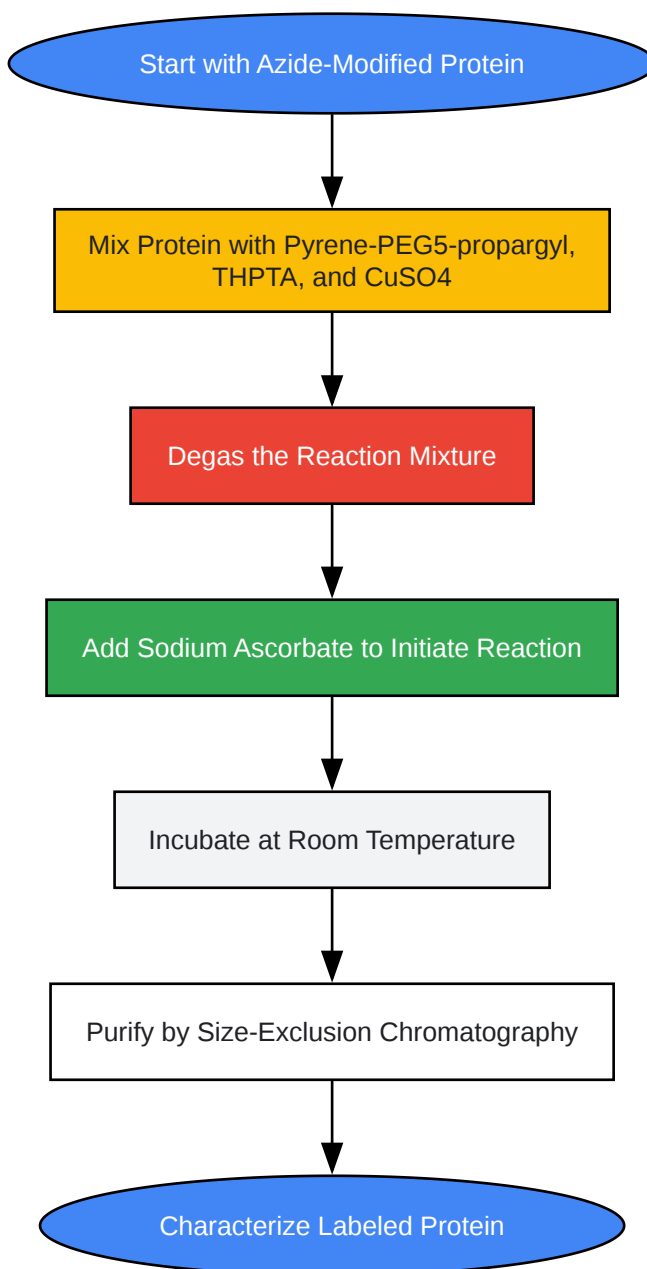 Start with Azide-Modified Protein
Mix Protein with Pyrene-PEG5-propargyl,
THPTA, and CuSO4
Degas the Reaction Mixture
Add Sodium Ascorbate to Initiate Reaction
Incubate at Room Temperature
Purify by Size-Exclusion Chromatography
Characterize Labeled Protein